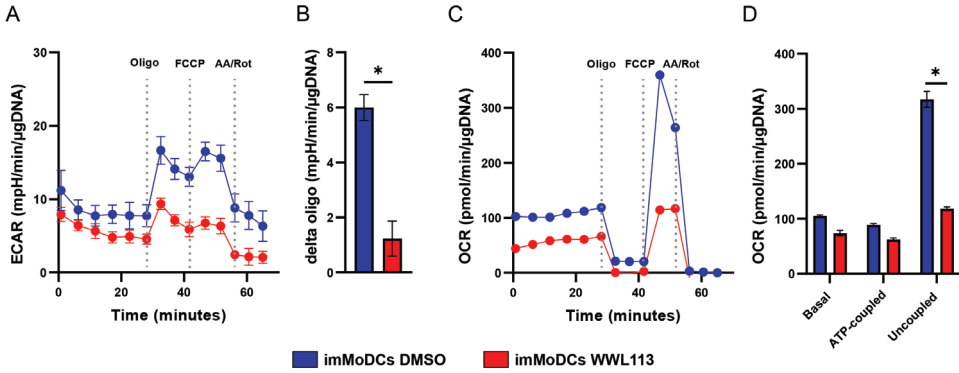 A
ECAR (mpH/min/µgDNA)
30
20
10
0
Oligo
FCCP
AA/Rot
0
20
40
60
Time (minutes)
B
delta oligo (mpH/min/µgDNA)
8
6
4
2
0
*
C
OCR (pmol/min/µgDNA)
400
300
200
100
0
Oligo
FCCP
AA/Rot
0
20
40
60
Time (minutes)
D
OCR (pmol/min/µgDNA)
400
300
200
100
0
*
Basal
ATP-coupled
Uncoupled
imMoDCs DMSO
imMoDCs WWL113